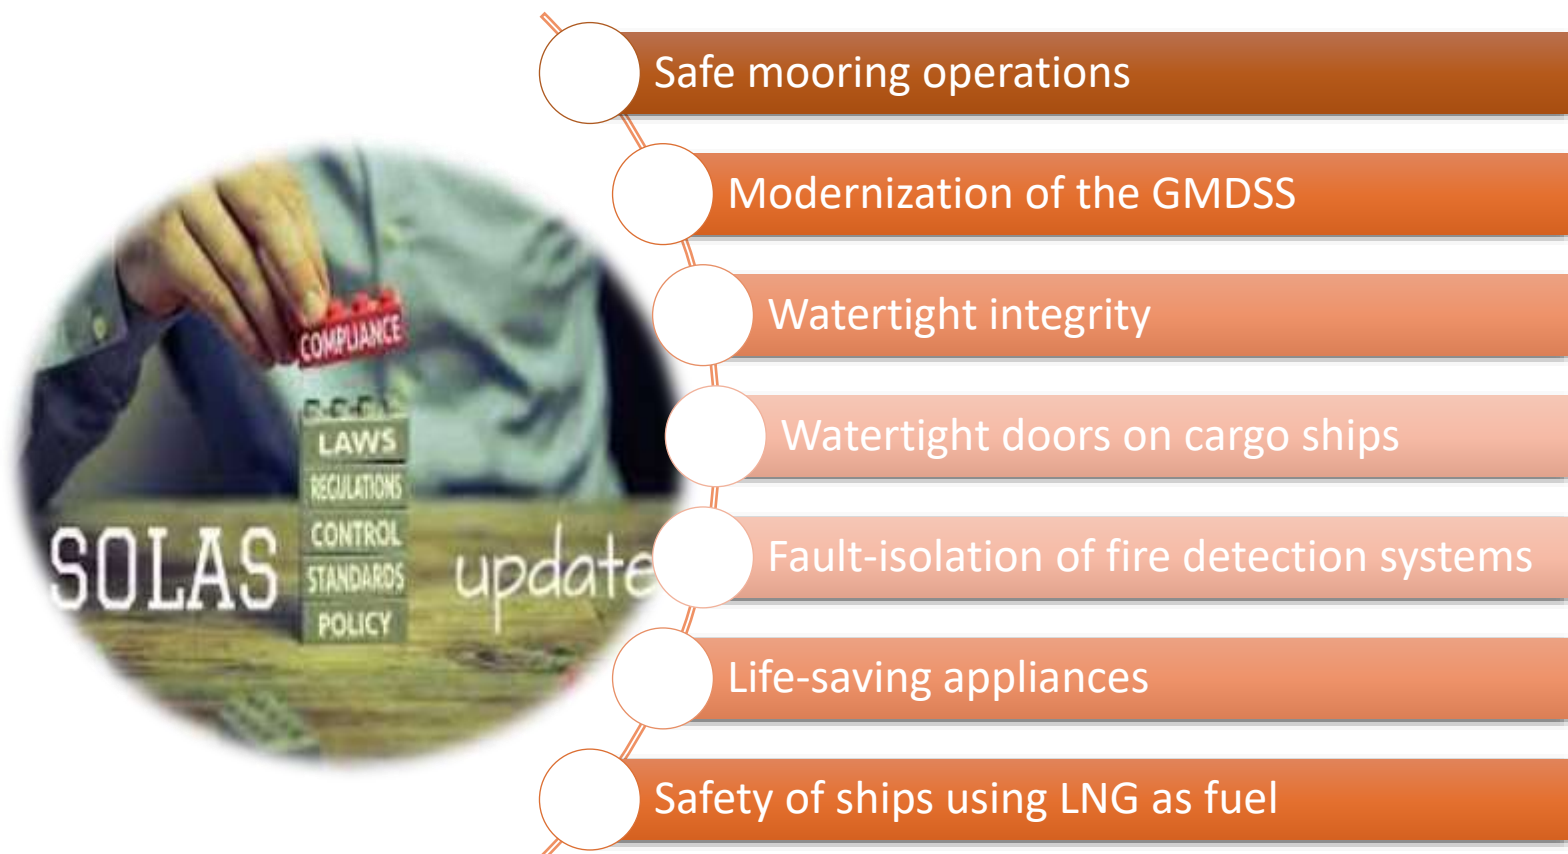 Safe mooring operations
Modernization of the GMDSS
Watertight integrity
Watertight doors on cargo ships
Fault-isolation of fire detection systems
Life-saving appliances
Safety of ships using LNG as fuel
COMPLIANCE
LAWS
REGULATIONS
CONTROL
STANDARDS
POLICY
SOLAS
update